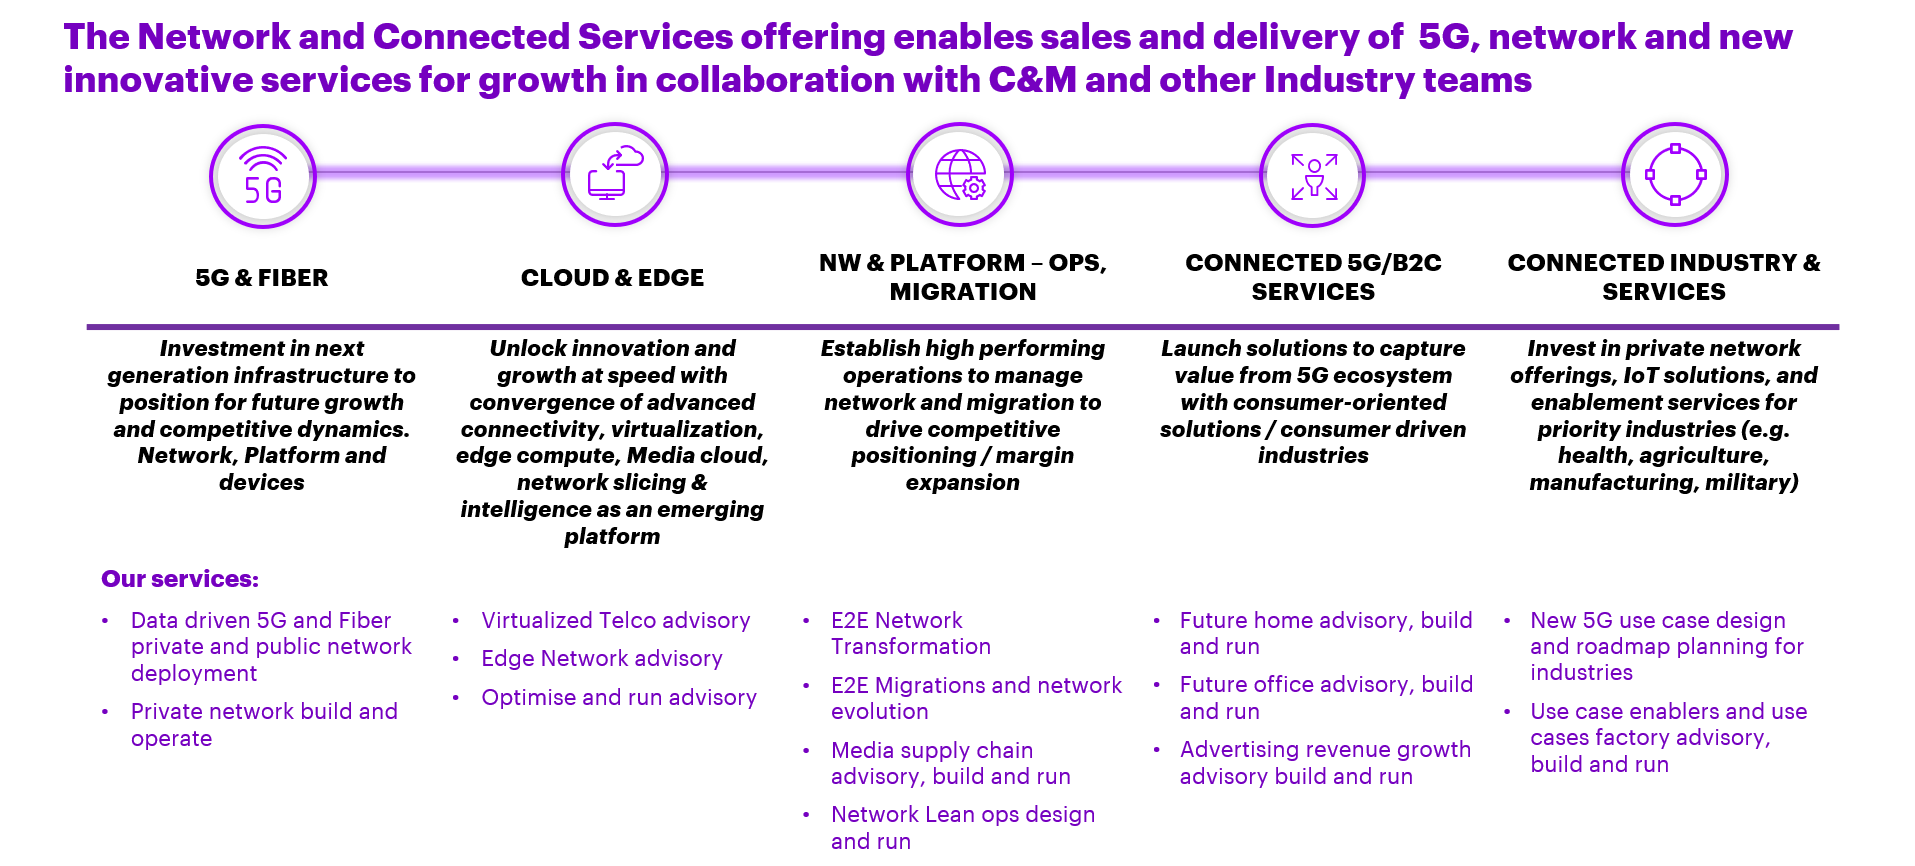 The Network and Connected Services offering enables sales and delivery of  5G, network and new
innovative services for growth in collaboration with C&M and other Industry teams
5G
5G & FIBER
CLOUD & EDGE
NW & PLATFORM – OPS,
MIGRATION
CONNECTED 5G/B2C
SERVICES
CONNECTED INDUSTRY &
SERVICES
Investment in next
generation infrastructure to
position for future growth
and competitive dynamics.
Network, Platform and
devices
Unlock innovation and
growth at speed with
convergence of advanced
connectivity, virtualization,
edge compute, Media cloud,
network slicing &
intelligence as an emerging
platform
Establish high performing
operations to manage
network and migration to
drive competitive
positioning / margin
expansion
Launch solutions to capture
value from 5G ecosystem
with consumer-oriented
solutions / consumer driven
industries
Invest in private network
offerings, IoT solutions, and
enablement services for
priority industries (e.g.
health, agriculture,
manufacturing, military)
Our services:
• Data driven 5G and Fiber
private and public network
deployment
• Private network build and
operate
• Virtualized Telco advisory
• Edge Network advisory
• Optimise and run advisory
• E2E Network
Transformation
• E2E Migrations and network
evolution
• Media supply chain
advisory, build and run
• Network Lean ops design
and run
• Future home advisory, build
and run
• Future office advisory, build
and run
• Advertising revenue growth
advisory build and run
• New 5G use case design
and roadmap planning for
industries
• Use case enablers and use
cases factory advisory,
build and run